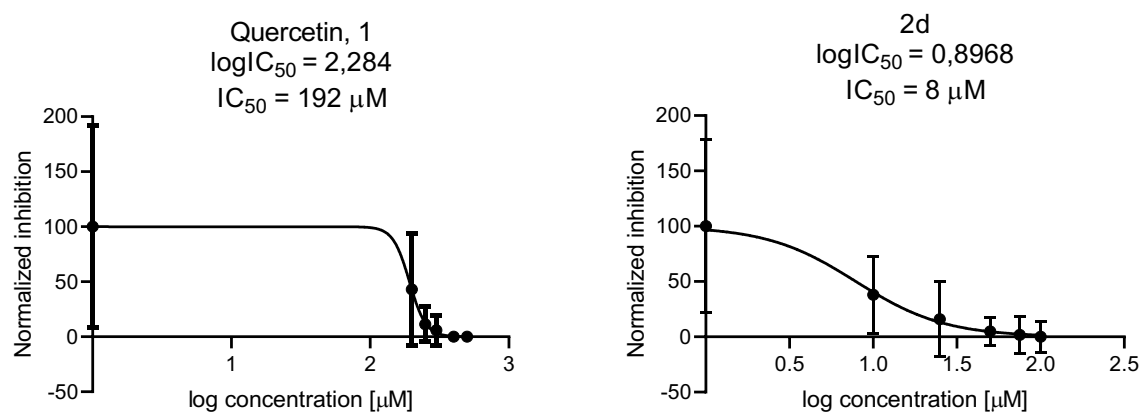 Quercetin, 1
logIC50 = 2,284
IC50 = 192 μM
200
150
100
50
0
-50
Normalized inhibition
1
2
3
log concentration [μM]
2d
logIC50 = 0,8968
IC50 = 8 μM
200
150
100
50
0
-50
Normalized inhibition
0.5
1.0
1.5
2.0
2.5
log concentration [μM]